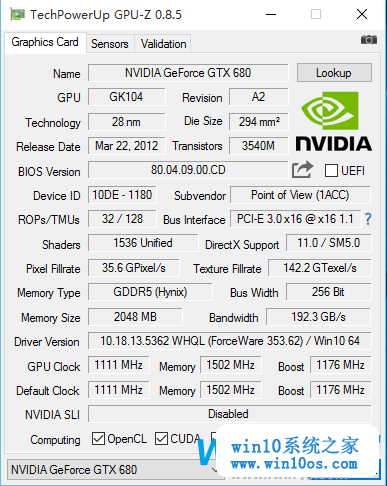 TechPowerUp GPU-Z 0.8.5
Graphics Card Sensors Validation
Name NVIDIA GeForce GTX 680 Lookup
GPU GK104 Revision A2
Technology 28 nm Die Size 294 mm²
Release Date Mar 22, 2012 Transistors 3540M
NVIDIA
BIOS Version 80.04.09.00.CD UEFI
Device ID 10DE - 1180 Subvendor Point of View (1ACC)
ROPs/TMUs 32 / 128 Bus Interface PCI-E 3.0 x16 @ x16 1.1 ?
Shaders 1536 Unified DirectX Support 11.0 / SM5.0
Pixel Fillrate 35.6 GPixel/s Texture Fillrate 142.2 GTexel/s
Memory Type GDDR5 (Hynix) Bus Width 256 Bit
Memory Size 2048 MB Bandwidth 192.3 GB/s
Driver Version 10.18.13.5362 WHQL (ForceWare 353.62) / Win10 64
GPU Clock 1111 MHz Memory 1502 MHz Boost 1176 MHz
Default Clock 1111 MHz Memory 1502 MHz Boost 1176 MHz
NVIDIA SLI Disabled
Computing OpenCL CUDA
win10系统之家
www.win10os.com
NVIDIA GeForce GTX 680